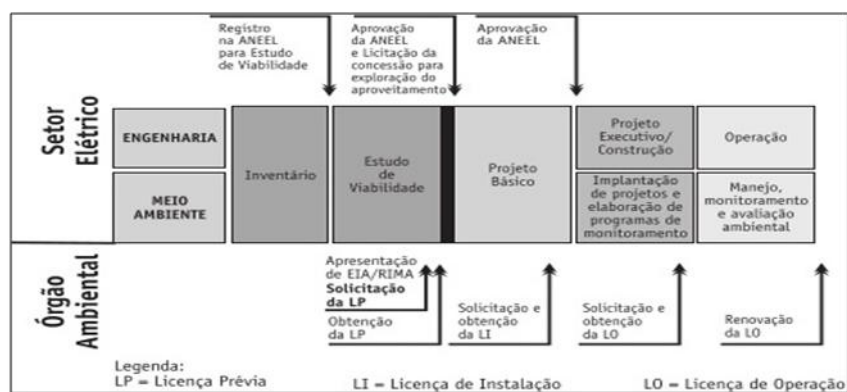 Registro
na ANEEL
para Estudo
de Viabilidade
Aprovação
da ANEEL
e Licitação da
concessão para
exploração do
aproveitamento
Aprovação
da ANEEL
Setor
Elétrico
ENGENHARIA
MEIO
AMBIENTE
Inventário
Estudo
de
Viabilidade
Projeto
Básico
Projeto
Executivo/
Construção
Implantação
de projetos e
elaboração de
programas de
monitoramento
Operação
Manejo,
monitoramento
e avaliação
ambiental
Órgão
Ambiental
Apresentação
de EIA/RIMA
Solicitação
da LP
Obtenção
da LP
Solicitação e
obtenção
da LI
Solicitação e
obtenção
da LO
Renovação
da LO
Legenda:
LP = Licença Prévia
LI = Licença de Instalação
LO = Licença de Operação